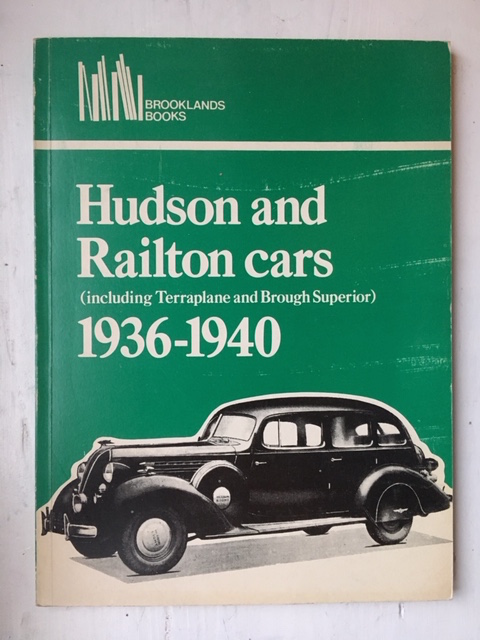 BROOKLANDS
BOOKS
Hudson and
Railton cars
(including Terraplane and Brough Superior)
1936-1940